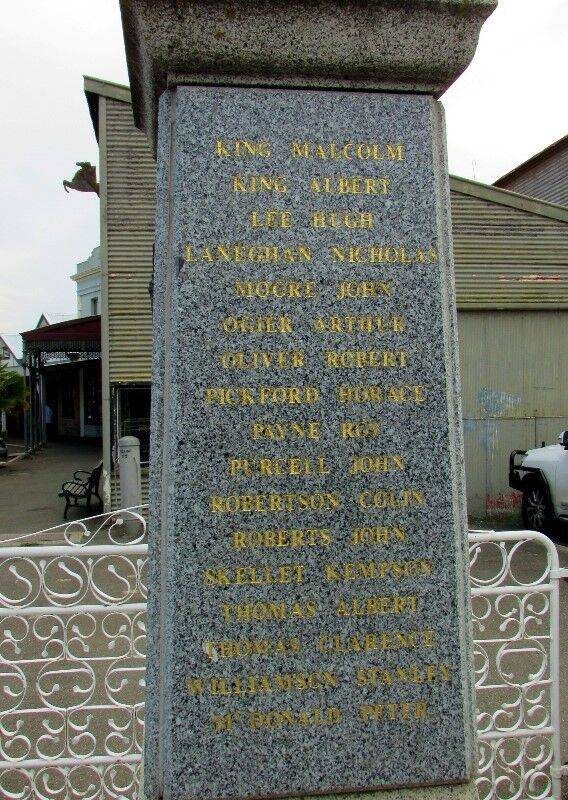 KING MALCOLM
KING ALBERT
LEE HUGH
LANEGHAN NICHOLAS
MOORE JOHN
OGIER ARTHUR
OLIVER ROBERT
PICKFORD HORACE
PAYNE ROY
PURCELL JOHN
ROBERTSON COLIN
ROBERTS JOHN
SKELLET KEMPSON
THOMAS ALBERT
THOMAS CLARENCE
WILLIAMSON STANLEY
McDONALD PETER